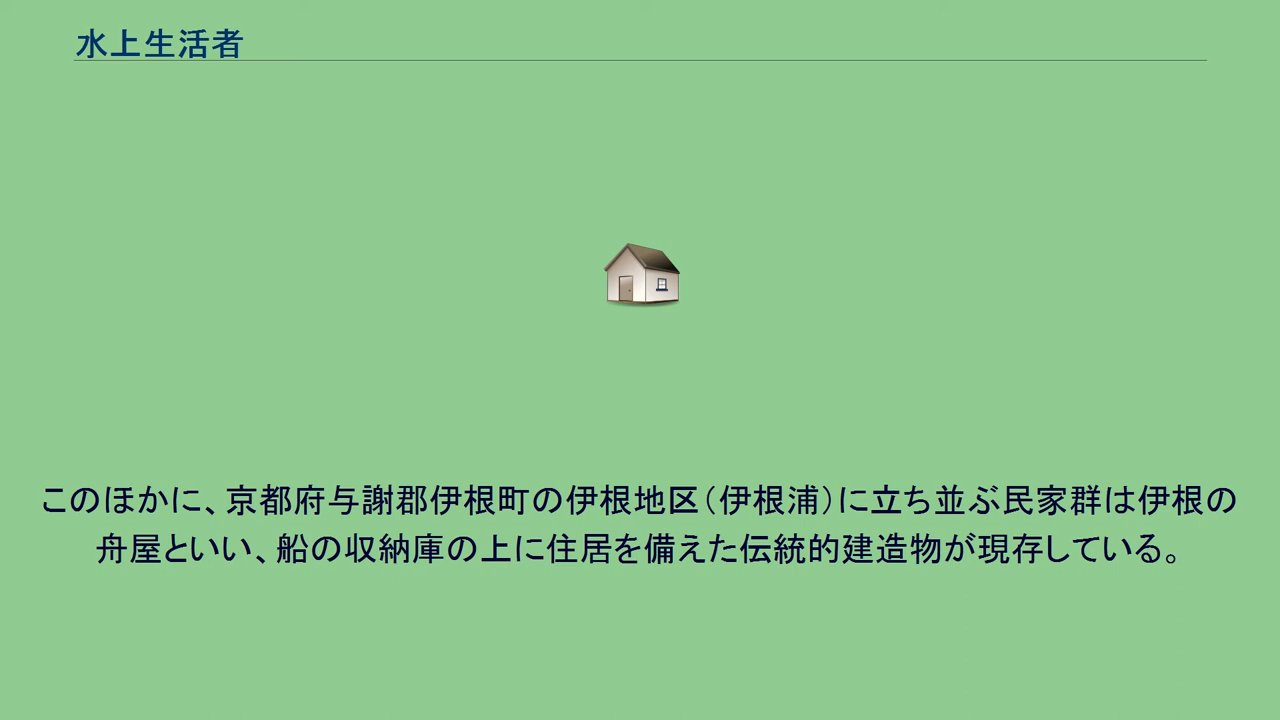 水上生活者
このほかに、京都府与謝郡伊根町の伊根地区（伊根浦）に立ち並ぶ民家群は伊根の
舟屋といい、船の収納庫の上に住居を備えた伝統的建造物が現存している。